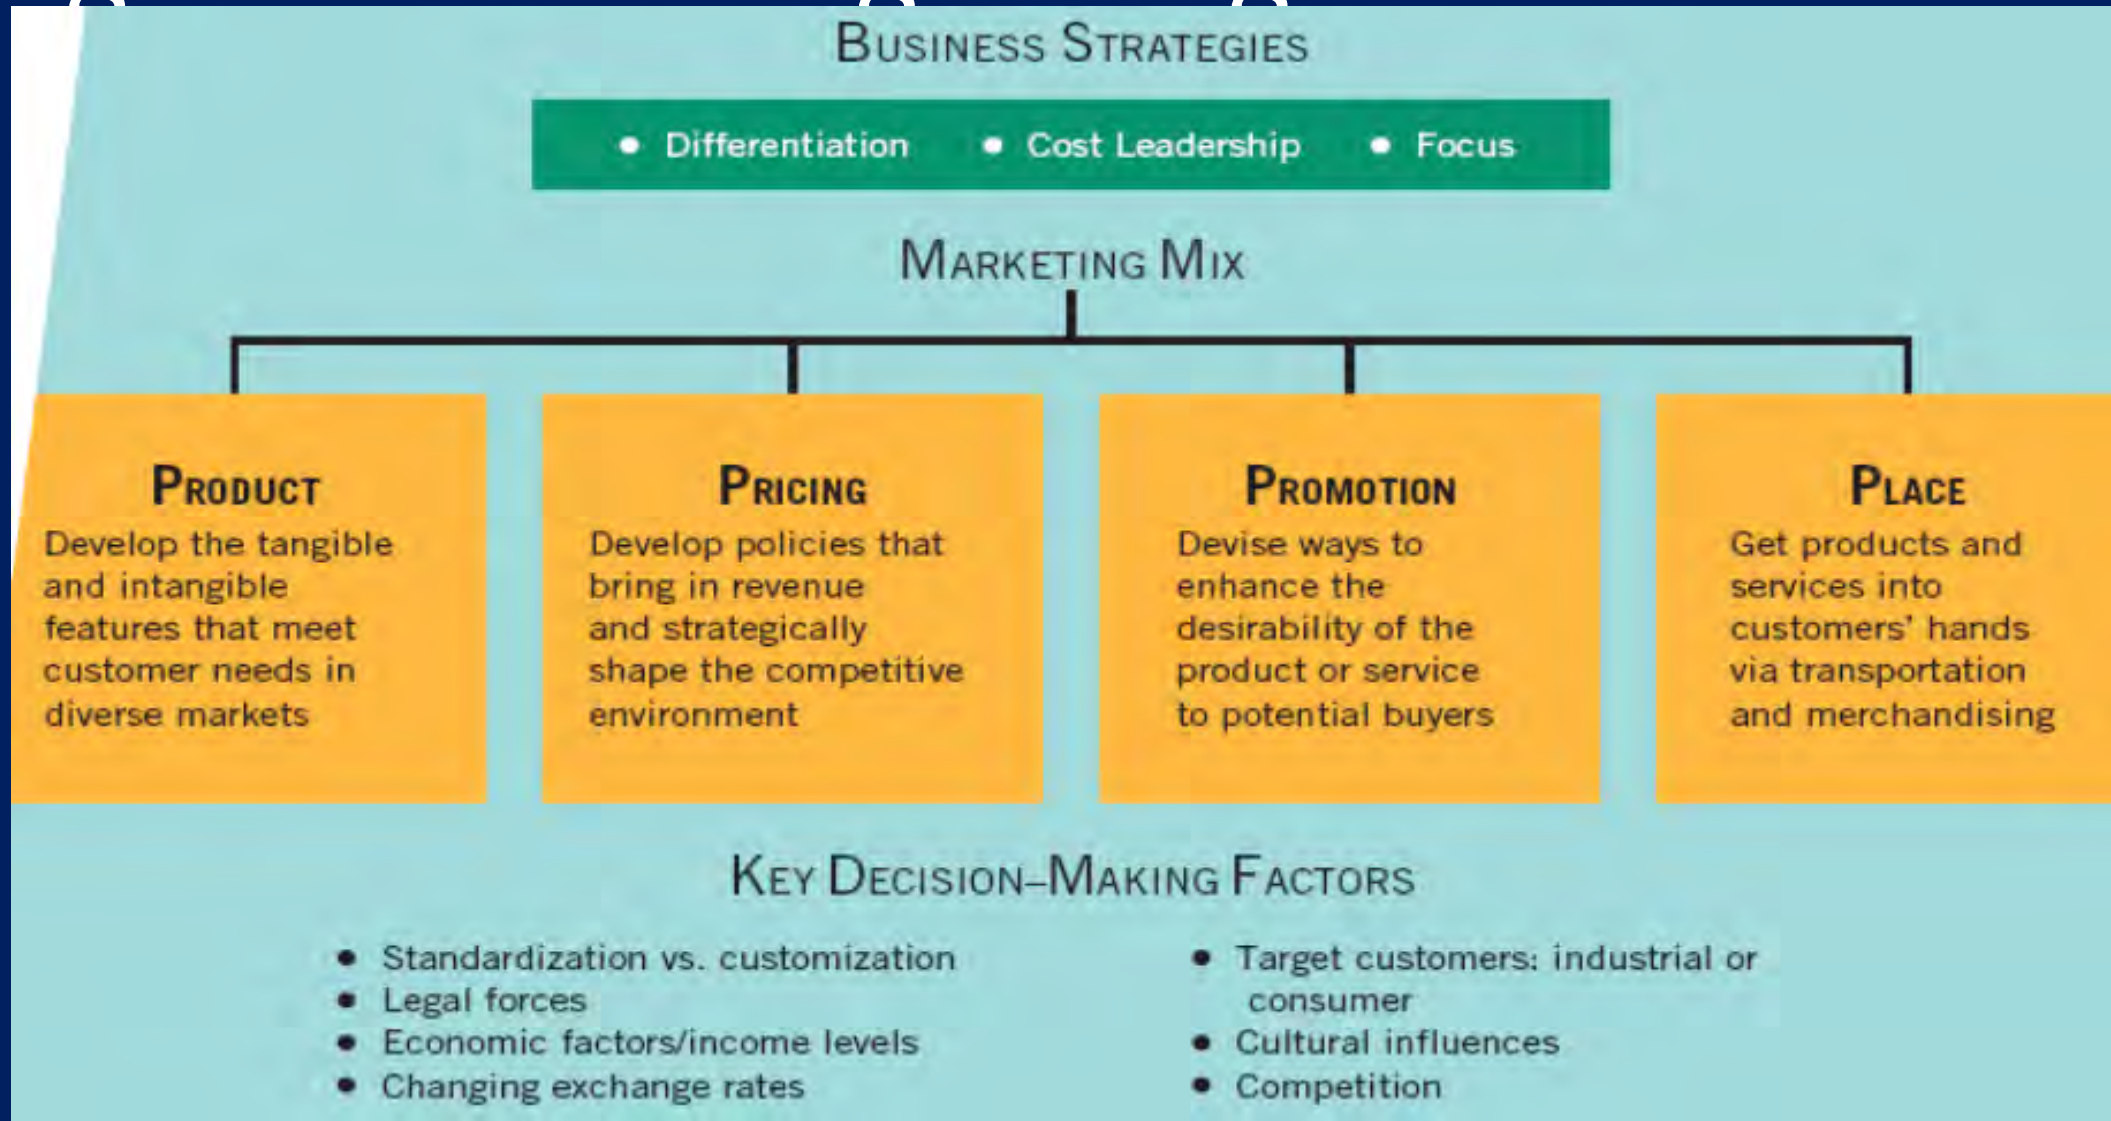 BUSINESS STRATEGIES
• Differentiation • Cost Leadership • Focus
MARKETING MIX
PRODUCT
Develop the tangible
and intangible
features that meet
customer needs in
diverse markets
PRICING
Develop policies that
bring in revenue
and strategically
shape the competitive
environment
PROMOTION
Devise ways to
enhance the
desirability of the
product or service
to potential buyers
PLACE
Get products and
services into
customers’ hands
via transportation
and merchandising
KEY DECISION–MAKING FACTORS
• Standardization vs. customization
• Legal forces
• Economic factors/income levels
• Changing exchange rates
• Target customers: industrial or
consumer
• Cultural influences
• Competition